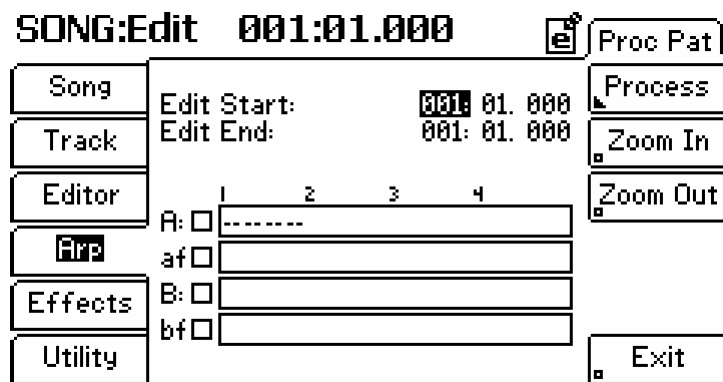 SONG:Edit 001:01.000 e
Proc Pat
Song
Process
Edit Start: 001: 01. 000
Edit End: 001: 01. 000
Track
Zoom In
Editor
Zoom Out
1 2 3 4
A: --------
Arp
af
Effects
B:
bf
Utility
Exit